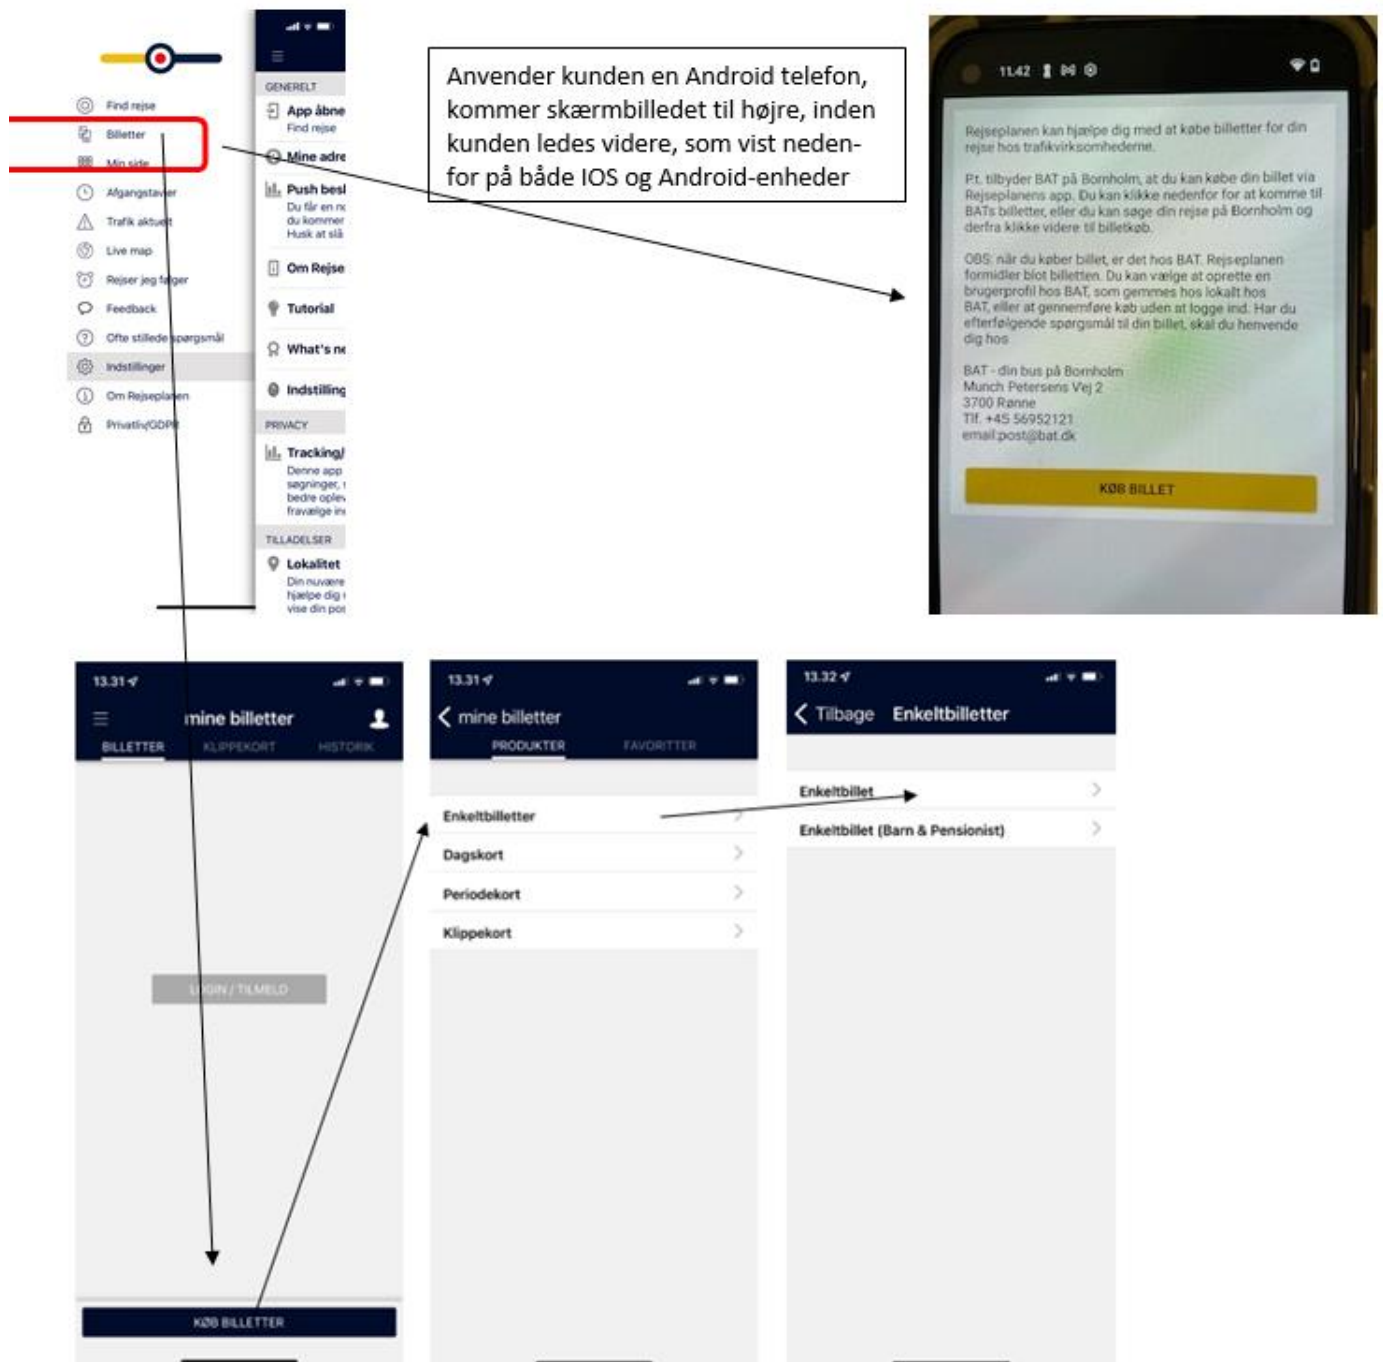 Find rejse
Billetter
Min side
Afgangstavler
Trafik aktuelt
Live map
Rejser jeg følger
Feedback
Ofte stillede spørgsmål
Indstillinger
Om Rejseplanen
Privatliv/GDPR
GENERELT
App åbne
Find rejse
Mine adre
Push besk
Du får en no
du kommer
Husk at slå
Om Rejse
Tutorial
What's ne
Indstilling
PRIVACY
Tracking/
Denne app
søgninger, s
bedre oplev
fravælge in
TILLADELSER
Lokalitet
Din nuvære
hjælpe dig
vise din pos
Anvender kunden en Android telefon,
kommer skærmbilledet til højre, inden
kunden ledes videre, som vist neden-
for på både IOS og Android-enheder
11.42
Rejseplanen kan hjælpe dig med at købe billetter for din
rejse hos trafikvirksomhederne.
P.t. tilbyder BAT på Bornholm, at du kan købe din billet via
Rejseplanens app. Du kan klikke nedenfor for at komme til
BATs billetter, eller du kan søge din rejse på Bornholm og
derfra klikke videre til billetkøb.
OBS: når du køber billet, er det hos BAT. Rejseplanen
formidler blot billetten. Du kan vælge at oprette en
brugerprofil hos BAT, som gemmes hos lokalt hos
BAT, eller at gennemføre køb uden at logge ind. Har du
efterfølgende spørgsmål til din billet, skal du henvende
dig hos
BAT - din bus på Bornholm
Munch Petersens Vej 2
3700 Rønne
Tlf. +45 56952121
email:post@bat.dk
KØB BILLET
13.31
mine billetter
BILLETTER KLIPPEKORT HISTORIK
LOGIN / TILMELD
KØB BILLETTER
13.31
mine billetter
PRODUKTER FAVORITTER
Enkeltbilletter
Dagskort
Periodekort
Klippekort
13.32
Tilbage Enkeltbilletter
Enkeltbillet
Enkeltbillet (Barn & Pensionist)